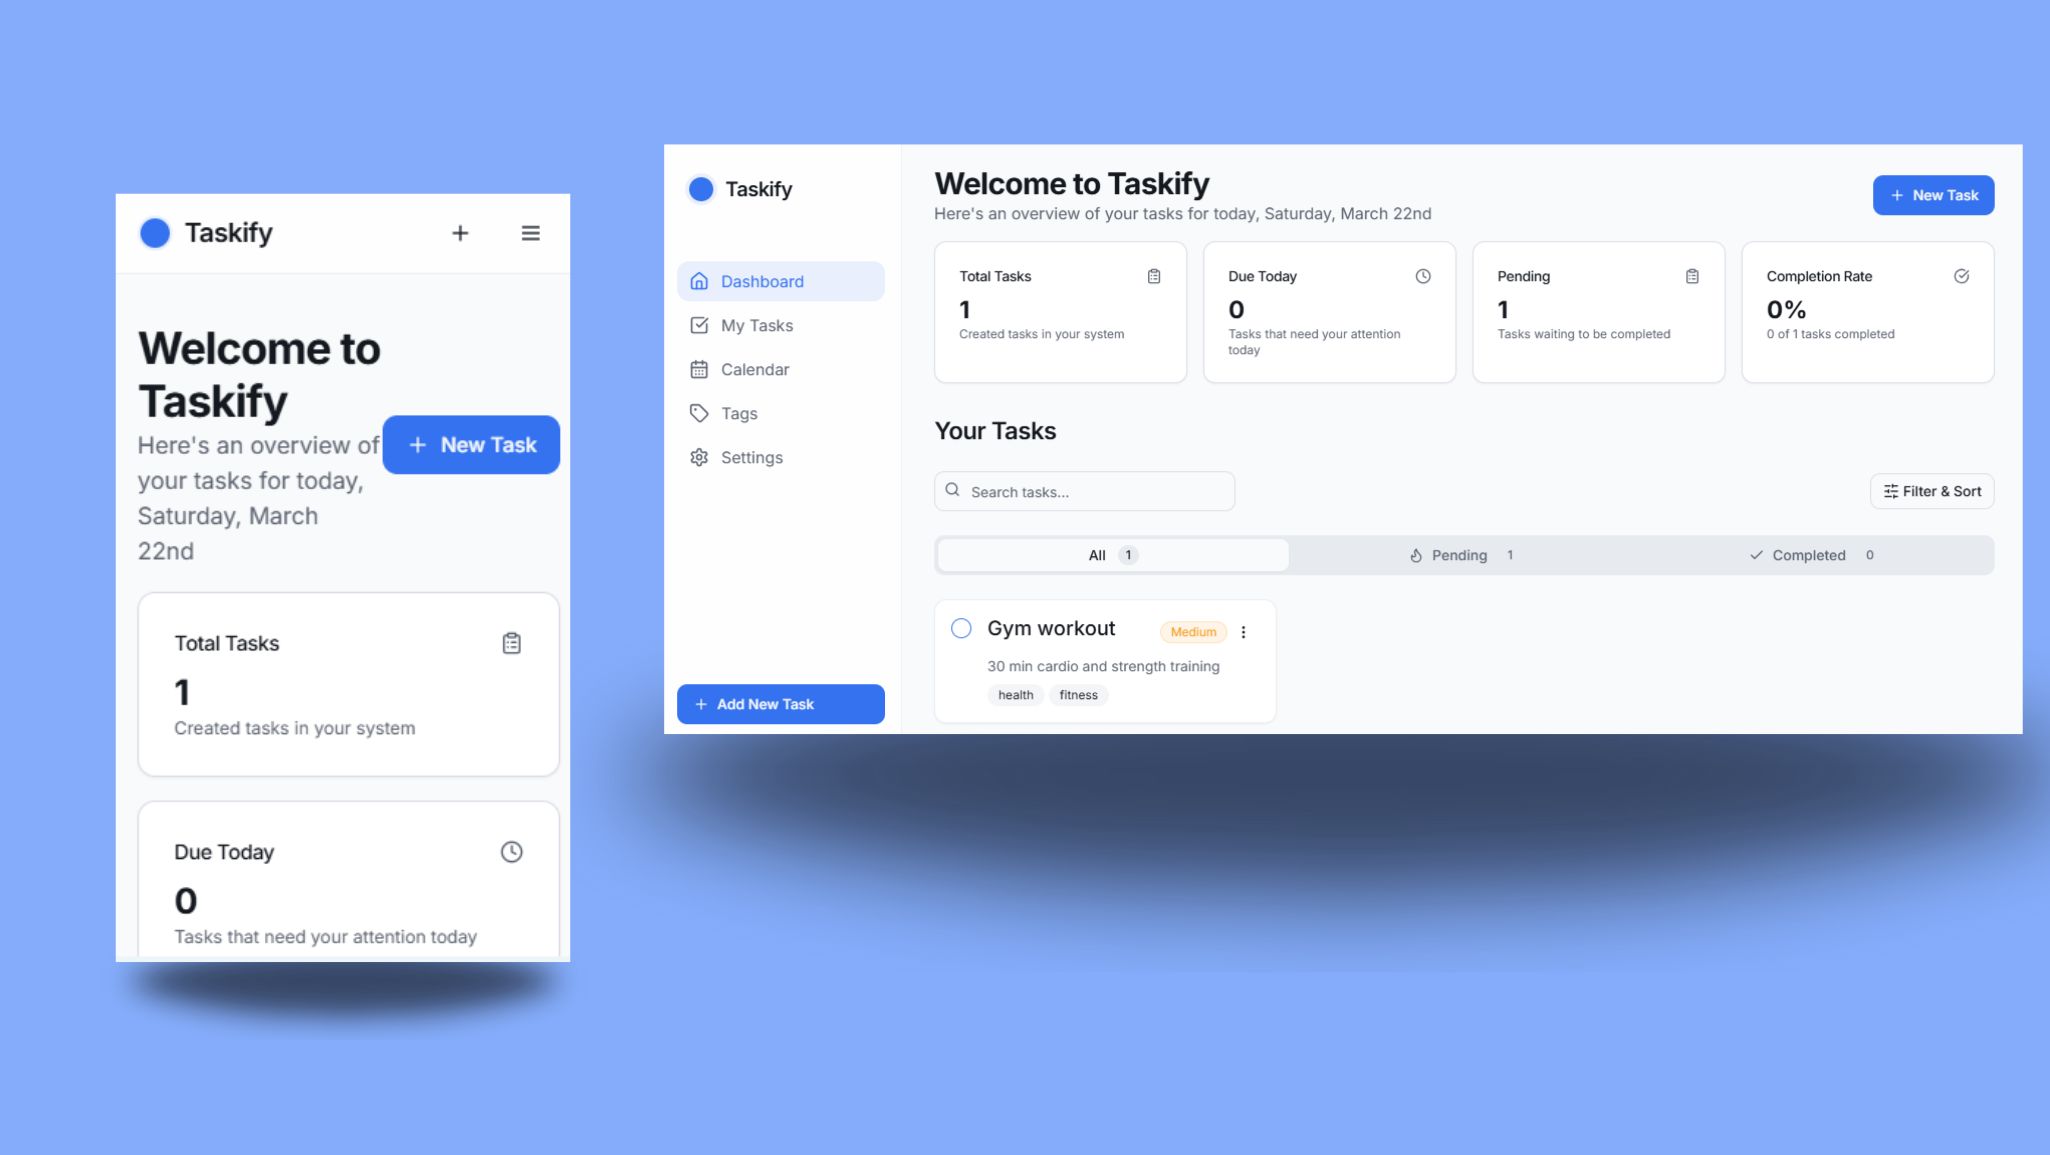 Taskify
Welcome to
Taskify
Here's an overview of
your tasks for today,
Saturday, March
22nd
New Task
Total Tasks
1
Created tasks in your system
Due Today
0
Tasks that need your attention today
Taskify
Dashboard
My Tasks
Calendar
Tags
Settings
Add New Task
Welcome to Taskify
Here's an overview of your tasks for today, Saturday, March 22nd
New Task
Total Tasks
1
Created tasks in your system
Due Today
0
Tasks that need your attention
today
Pending
1
Tasks waiting to be completed
Completion Rate
0%
0 of 1 tasks completed
Your Tasks
Search tasks...
Filter & Sort
All 1
Pending 1
Completed 0
Gym workout
Medium
30 min cardio and strength training
health fitness